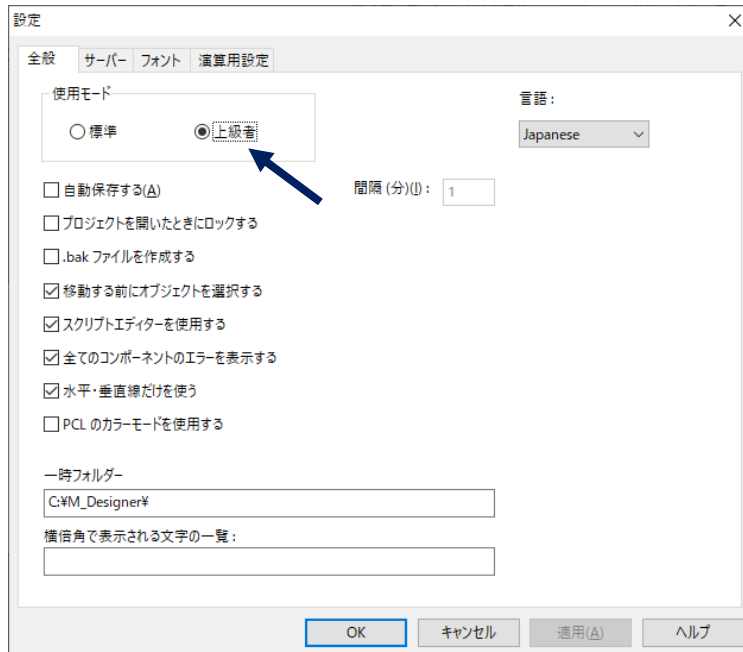 設定
全般 サーバー フォント 演算用設定
使用モード
標準 上級者
言語：
Japanese
自動保存する(A) 間隔 (分)(I)： 1
プロジェクトを開いたときにロックする
.bak ファイルを作成する
移動する前にオブジェクトを選択する
スクリプトエディターを使用する
全てのコンポーネントのエラーを表示する
水平・垂直線だけを使う
PCL のカラーモードを使用する
一時フォルダー
C:¥M_Designer¥
横倍角で表示される文字の一覧：
OK キャンセル 適用(A) ヘルプ